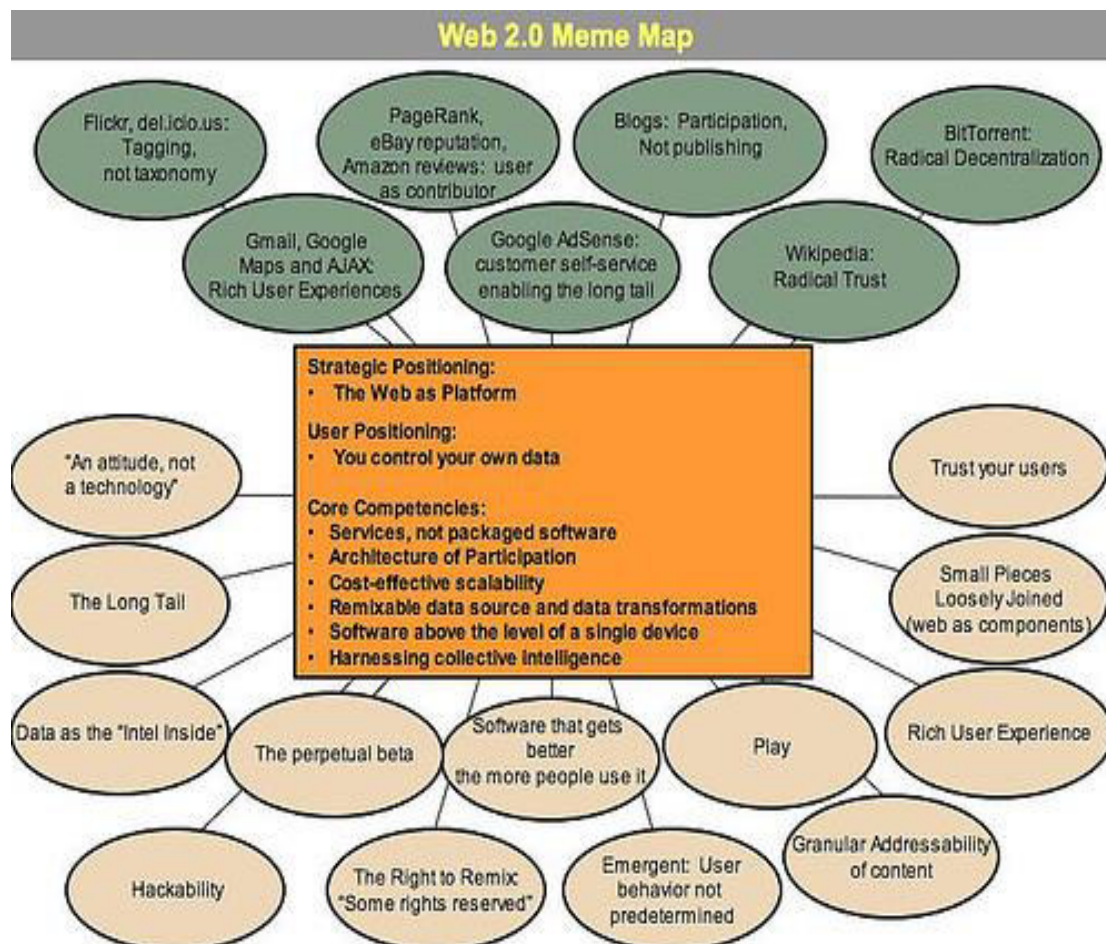 Web 2.0 Meme Map
Flickr, del.icio.us:
Tagging,
not taxonomy
PageRank,
eBay reputation,
Amazon reviews: user
as contributor
Blogs: Participation,
Not publishing
BitTorrent:
Radical Decentralization
Gmail, Google
Maps and AJAX:
Rich User Experiences
Google AdSense:
customer self-service
enabling the long tail
Wikipedia:
Radical Trust
Strategic Positioning:
• The Web as Platform
User Positioning:
• You control your own data
Core Competencies:
• Services, not packaged software
• Architecture of Participation
• Cost-effective scalability
• Remixable data source and data transformations
• Software above the level of a single device
• Harnessing collective intelligence
"An attitude, not
a technology"
Trust your users
The Long Tail
Small Pieces
Loosely Joined
(web as components)
Data as the "Intel Inside"
The perpetual beta
Software that gets
better
the more people use it
Play
Rich User Experience
Hackability
The Right to Remix:
"Some rights reserved"
Emergent: User
behavior not
predetermined
Granular Addressability
of content